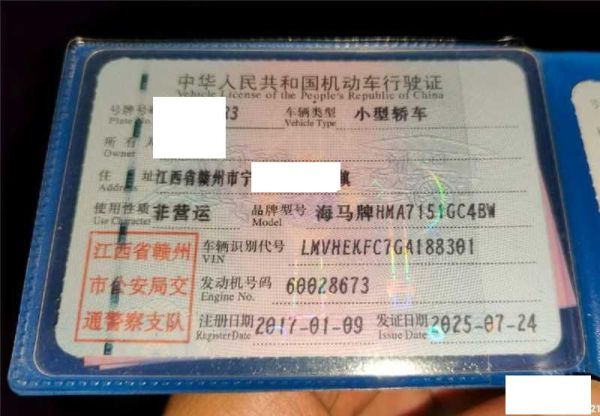 中华人民共和国机动车行驶证
Vehicle License of the People's Republic of China
号牌号 83 车辆类型 小型轿车
Plate No. Vehicle Type
所有人
Owner
住址 江西省赣州市宁 镇
Address
使用性质 非营运 品牌型号 海马牌HMA7151GC4BW
Use Character Model
江西省赣州 车辆识别代号 LMVHEKFC7GA188301
VIN
市公安局交 发动机号码 60028673
Engine No.
通警察支队 注册日期 2017-01-09 发证日期 2025-07-24
Register Date Issue Date
21